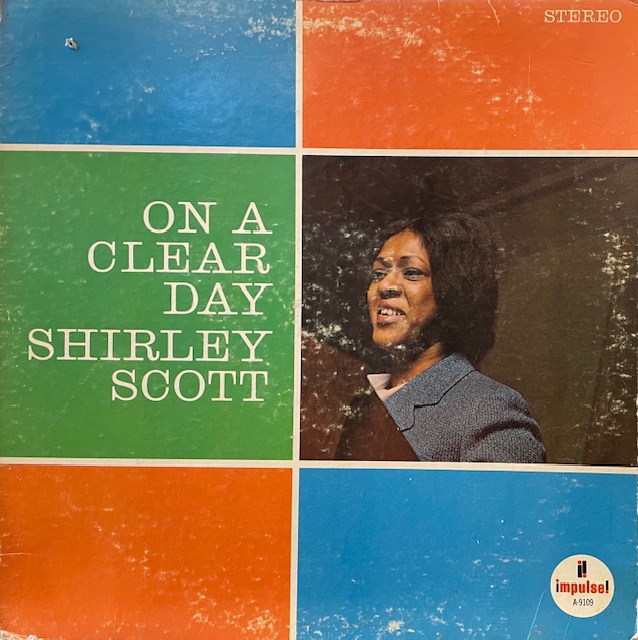 STEREO
ON A
CLEAR
DAY
SHIRLEY
SCOTT
i!
impulse!
A-9109